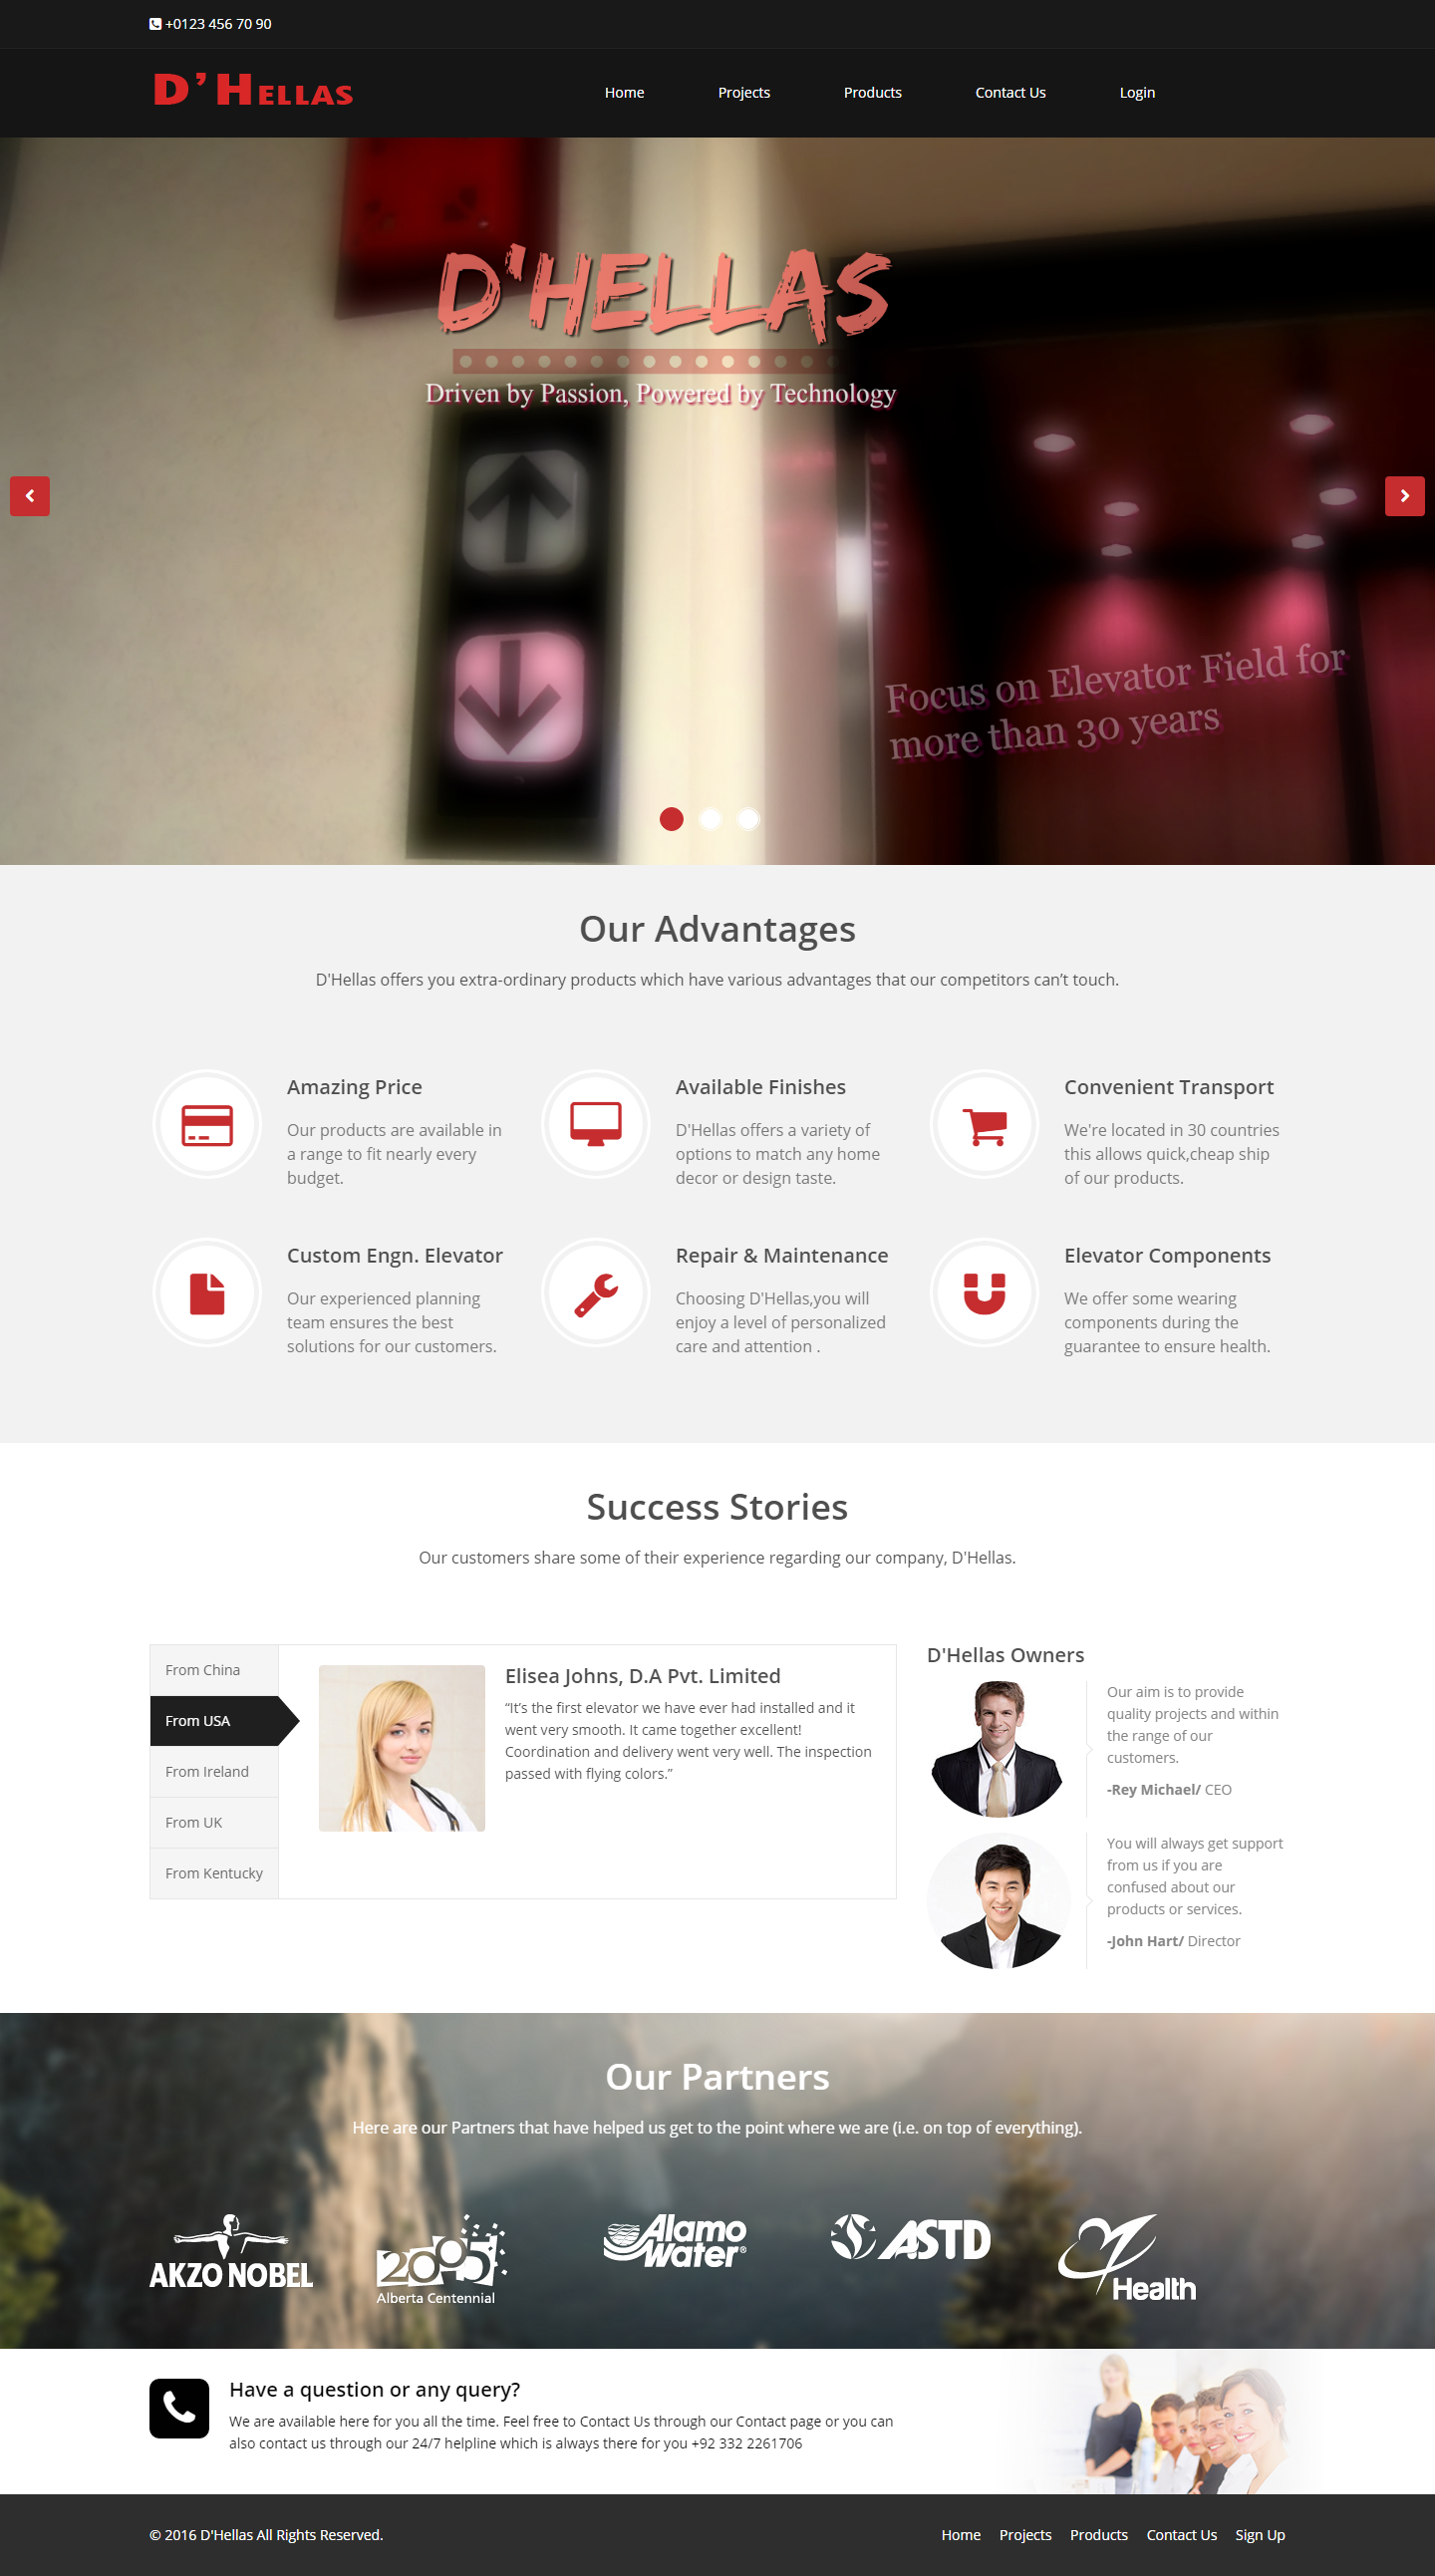 +0123 456 70 90
D'Hellas
Home Projects Products Contact Us Login
D'HELLAS
Driven by Passion, Powered by Technology
Focus on Elevator Field for
more than 30 years
Our Advantages
D'Hellas offers you extra-ordinary products which have various advantages that our competitors can’t touch.
Amazing Price
Our products are available in
a range to fit nearly every
budget.
Available Finishes
D'Hellas offers a variety of
options to match any home
decor or design taste.
Convenient Transport
We're located in 30 countries
this allows quick,cheap ship
of our products.
Custom Engn. Elevator
Our experienced planning
team ensures the best
solutions for our customers.
Repair & Maintenance
Choosing D'Hellas,you will
enjoy a level of personalized
care and attention .
Elevator Components
We offer some wearing
components during the
guarantee to ensure health.
Success Stories
Our customers share some of their experience regarding our company, D'Hellas.
From China
From USA
From Ireland
From UK
From Kentucky
Elisea Johns, D.A Pvt. Limited
“It’s the first elevator we have ever had installed and it
went very smooth. It came together excellent!
Coordination and delivery went very well. The inspection
passed with flying colors.”
D'Hellas Owners
Our aim is to provide
quality projects and within
the range of our
customers.
-Rey Michael/ CEO
You will always get support
from us if you are
confused about our
products or services.
-John Hart/ Director
Our Partners
Here are our Partners that have helped us get to the point where we are (i.e. on top of everything).
AKZO NOBEL
2005
Alberta Centennial
Alamo
Water®
ASTD
Health
Have a question or any query?
We are available here for you all the time. Feel free to Contact Us through our Contact page or you can
also contact us through our 24/7 helpline which is always there for you +92 332 2261706
© 2016 D'Hellas All Rights Reserved.
Home Projects Products Contact Us Sign Up